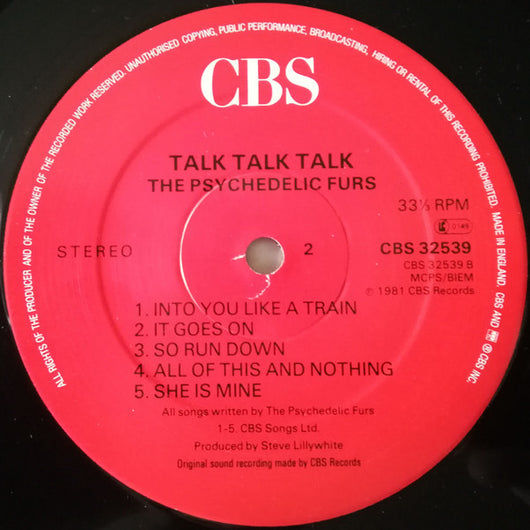 ALL RIGHTS OF THE PRODUCER AND OF THE OWNER OF THE RECORDED WORK RESERVED. UNAUTHORISED COPYING, PUBLIC PERFORMANCE, BROADCASTING, HIRING OR RENTAL OF THIS RECORDING PROHIBITED. MADE IN ENGLAND. CBS AND ® CBS INC.
CBS
TALK TALK TALK
THE PSYCHEDELIC FURS
33⅓ RPM
0149
STEREO
2
CBS 32539
CBS 32539 B
MCPS/BIEM
℗ 1981 CBS Records
1. INTO YOU LIKE A TRAIN
2. IT GOES ON
3. SO RUN DOWN
4. ALL OF THIS AND NOTHING
5. SHE IS MINE
All songs written by The Psychedelic Furs
1-5. CBS Songs Ltd.
Produced by Steve Lillywhite
Original sound recording made by CBS Records